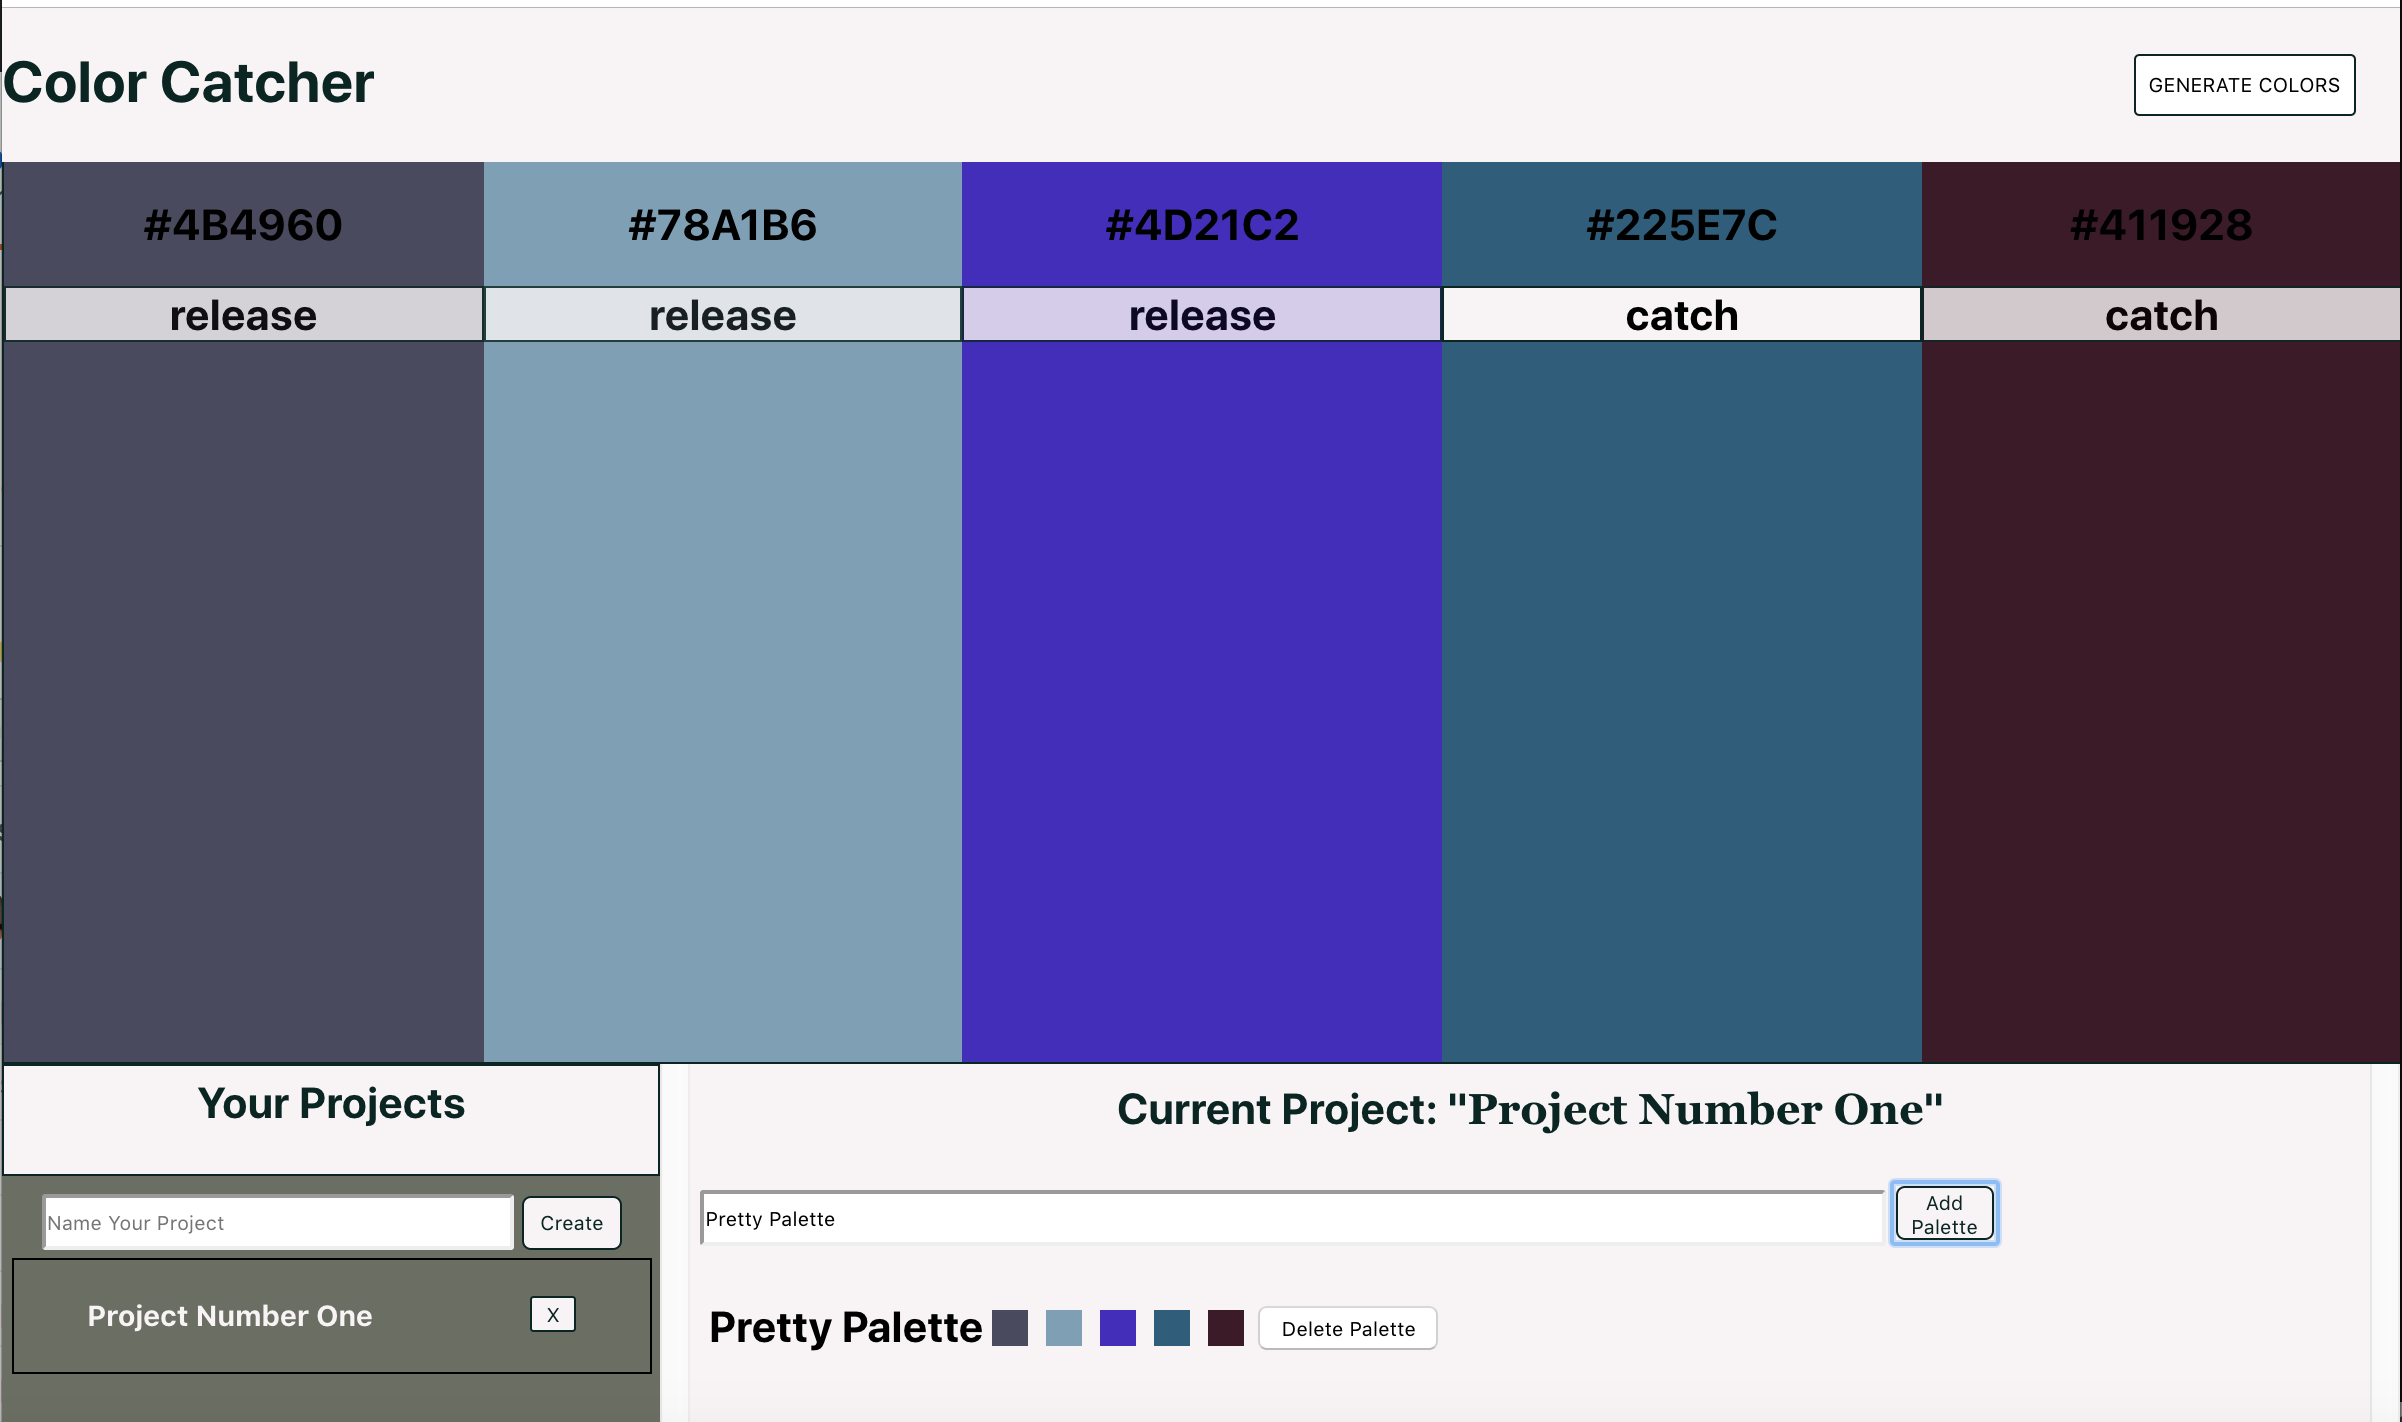 Color Catcher
GENERATE COLORS
#4B4960
#78A1B6
#4D21C2
#225E7C
#411928
release
release
release
catch
catch
Your Projects
Name Your Project
Create
Project Number One
X
Current Project: "Project Number One"
Pretty Palette
Add
Palette
Pretty Palette
Delete Palette